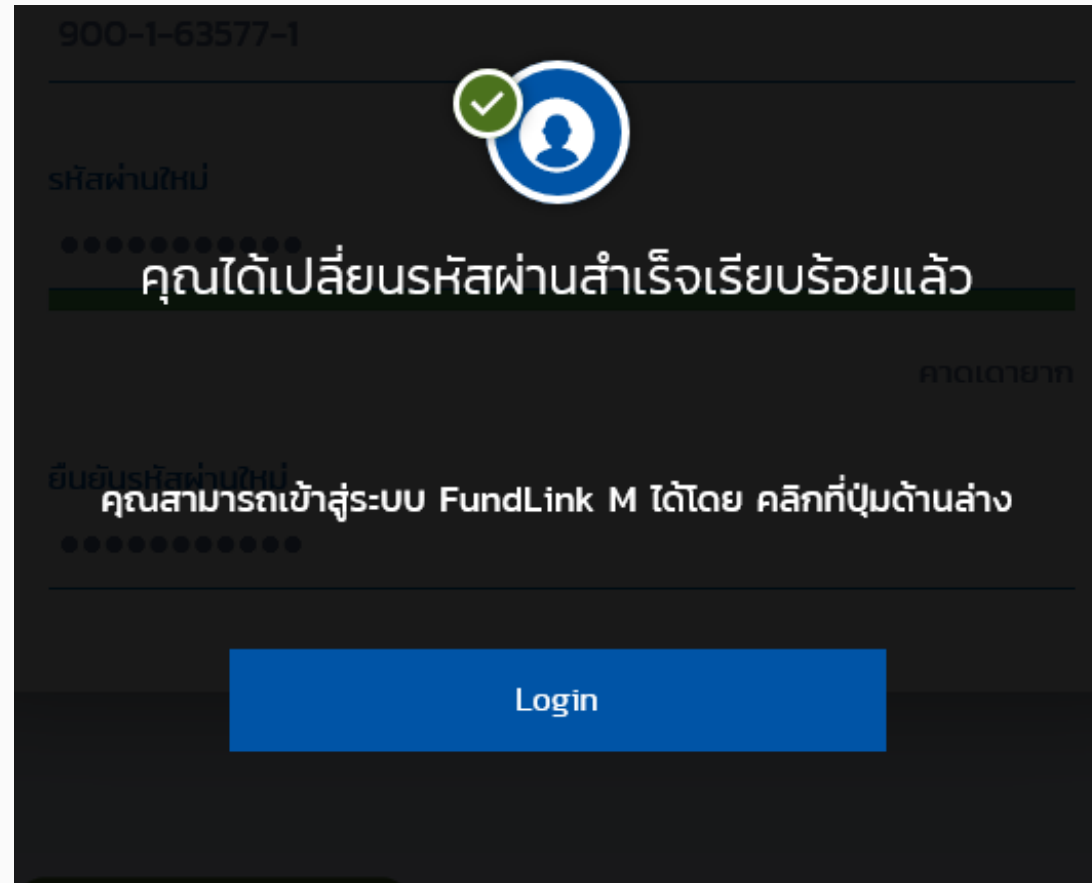 900-1-63577-1
รหัสผ่านใหม่
คุณได้เปลี่ยนรหัสผ่านสำเร็จเรียบร้อยแล้ว
คาดเดายาก
ยืนยันรหัสผ่านใหม่
คุณสามารถเข้าสู่ระบบ FundLink M ได้โดย คลิกที่ปุ่มด้านล่าง
Login